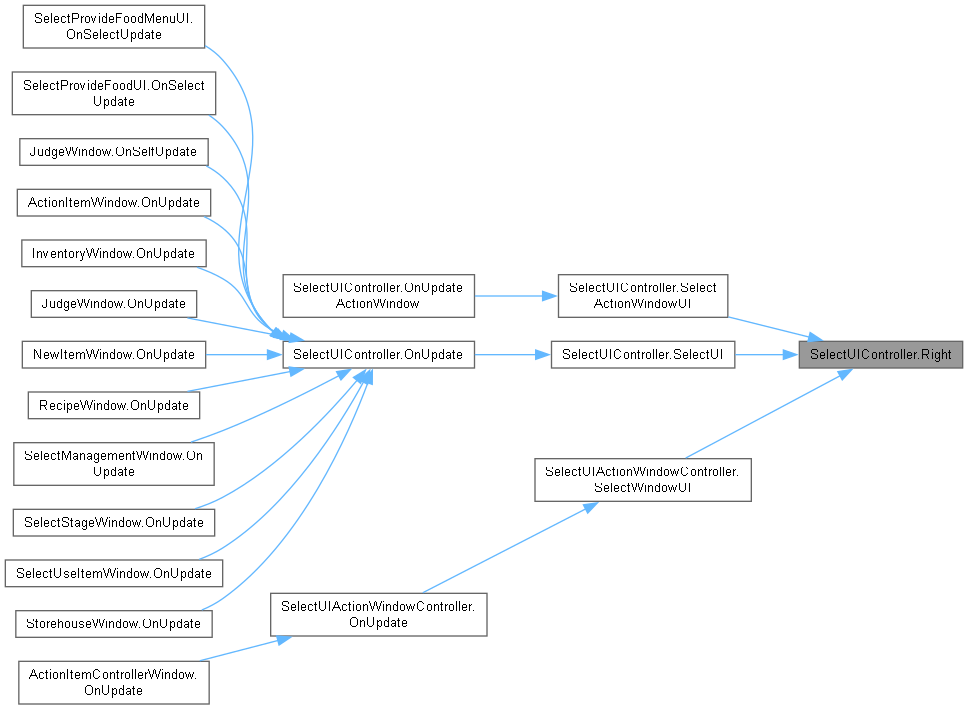 SelectProvideFoodMenuUI.
OnSelectUpdate
SelectProvideFoodUI.OnSelect
Update
JudgeWindow.OnSelfUpdate
ActionItemWindow.OnUpdate
InventoryWindow.OnUpdate
JudgeWindow.OnUpdate
NewItemWindow.OnUpdate
RecipeWindow.OnUpdate
SelectManagementWindow.On
Update
SelectStageWindow.OnUpdate
SelectUseItemWindow.OnUpdate
StorehouseWindow.OnUpdate
ActionItemControllerWindow.
OnUpdate
SelectUIController.OnUpdate
ActionWindow
SelectUIController.OnUpdate
SelectUIActionWindowController.
OnUpdate
SelectUIController.Select
ActionWindowUI
SelectUIController.SelectUI
SelectUIActionWindowController.
SelectWindowUI
SelectUIController.Right